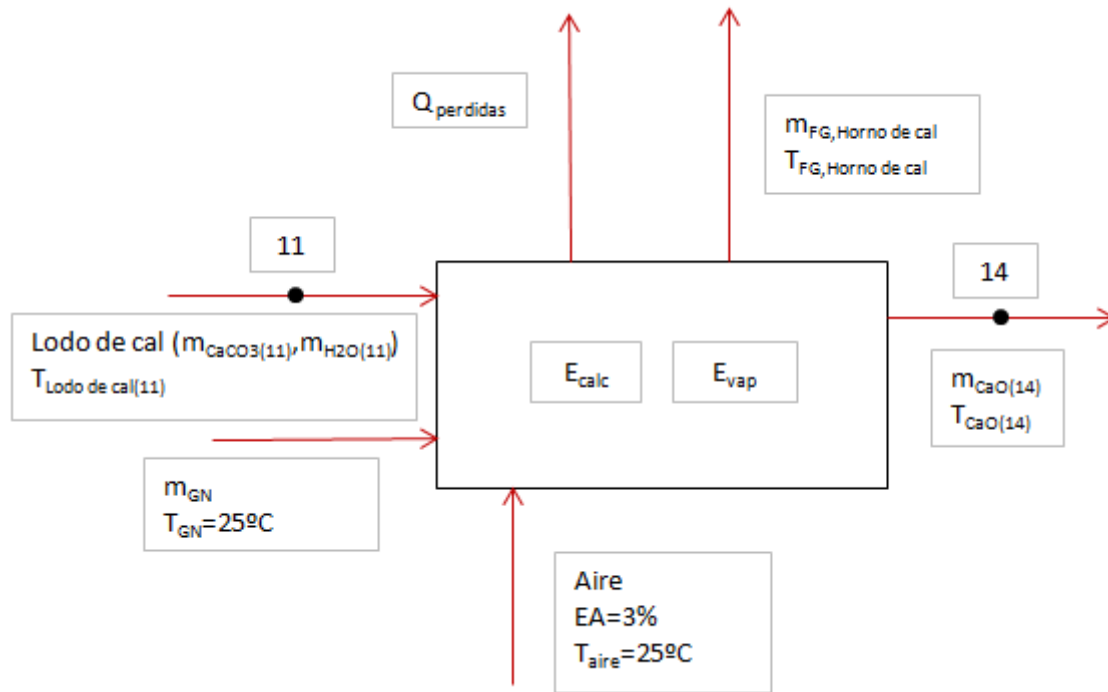 Q perdidas
m FG,Horno de cal
T FG,Horno de cal
11
14
Lodo de cal (m CaCO3(11),m H2O(11))
T Lodo de cal(11)
E calc
E vap
m CaO(14)
T CaO(14)
m GN
T GN=25ºC
Aire
EA=3%
T aire=25ºC